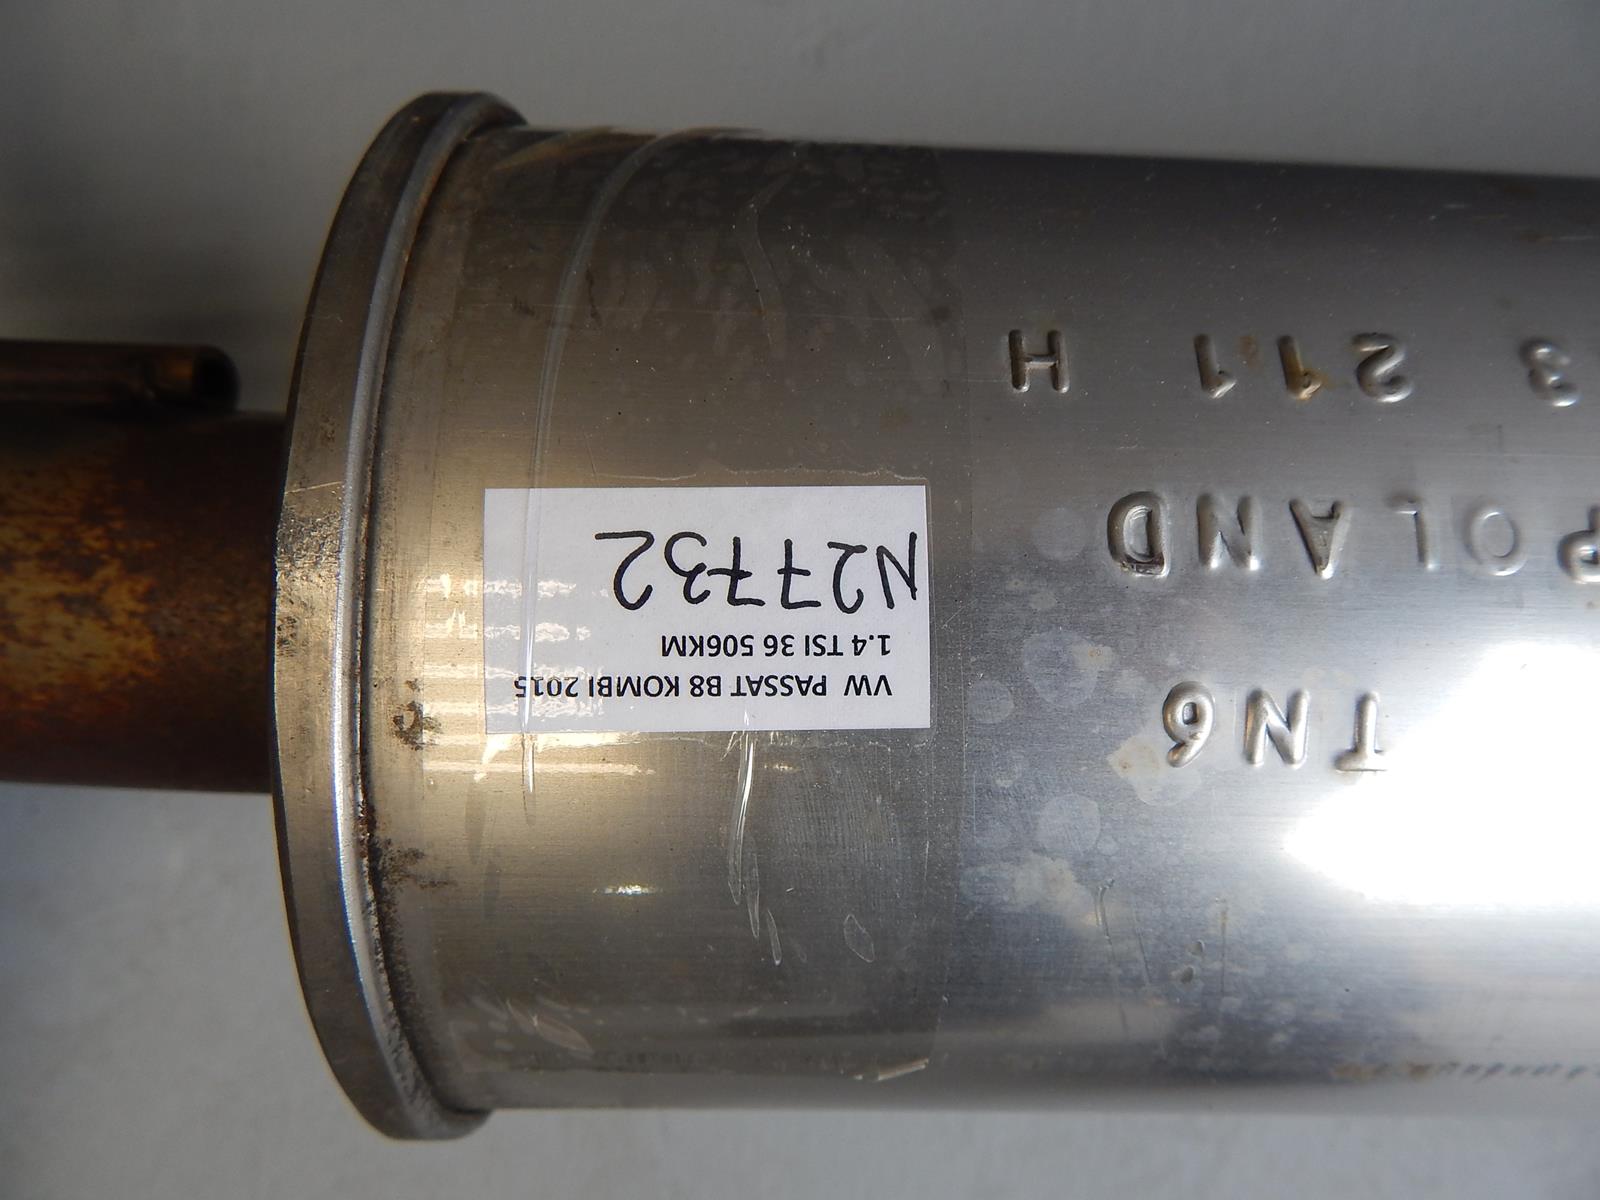 VW PASSAT B8 KOMBI 2015
1.4 TSI 36 506KM
N27732
TN6
POLAND
3 211 H